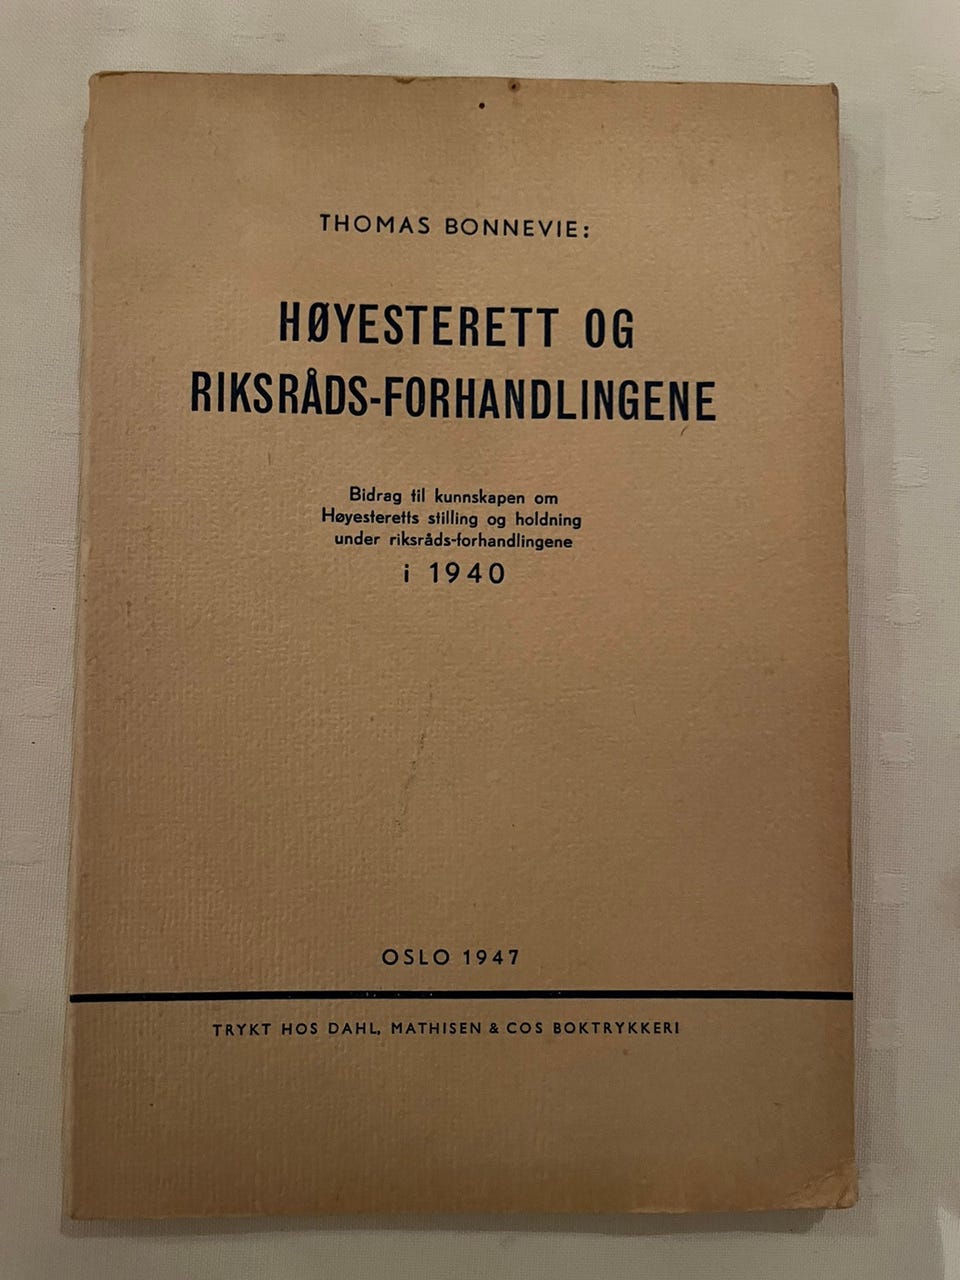 THOMAS BONNEVIE:
HØYESTERETT OG
RIKSRÅDS-FORHANDLINGENE
Bidrag til kunnskapen om
Høyesteretts stilling og holdning
under riksråds-forhandlingene
i 1940
OSLO 1947
TRYKT HOS DAHL, MATHISEN & COS BOKTRYKKERI